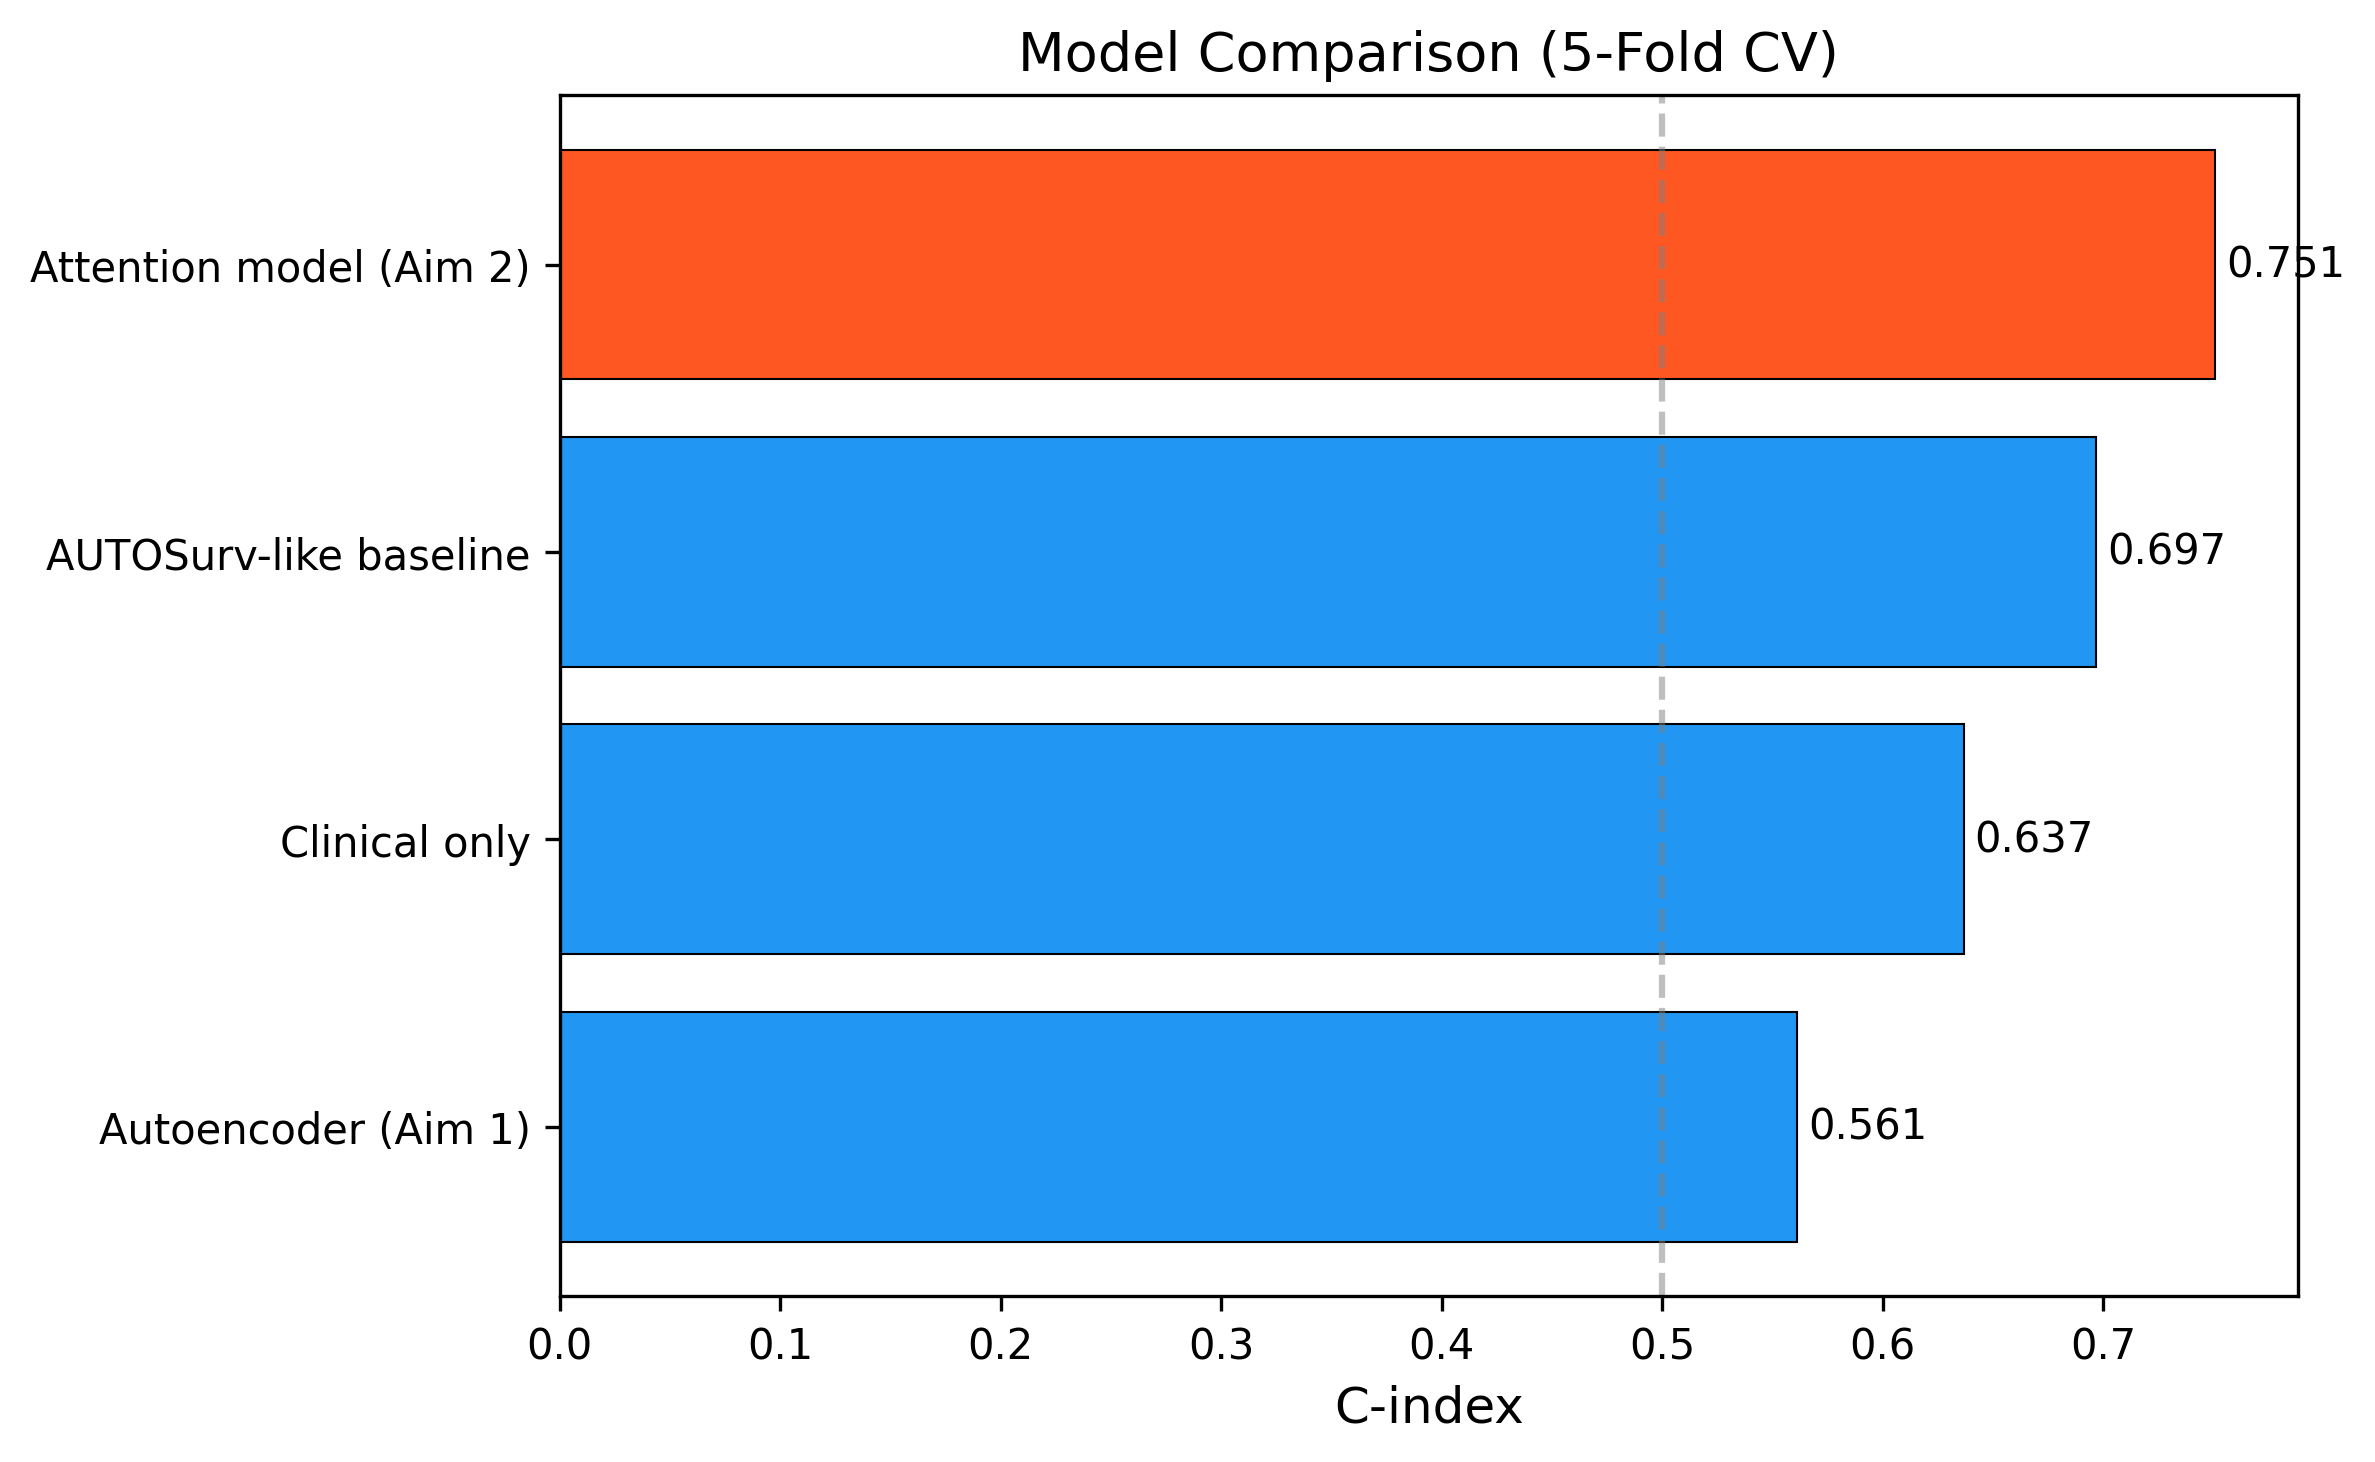 Model Comparison (5-Fold CV)
Attention model (Aim 2)
0.751
AUTOSurv-like baseline
0.697
Clinical only
0.637
Autoencoder (Aim 1)
0.561
0.0 0.1 0.2 0.3 0.4 0.5 0.6 0.7
C-index